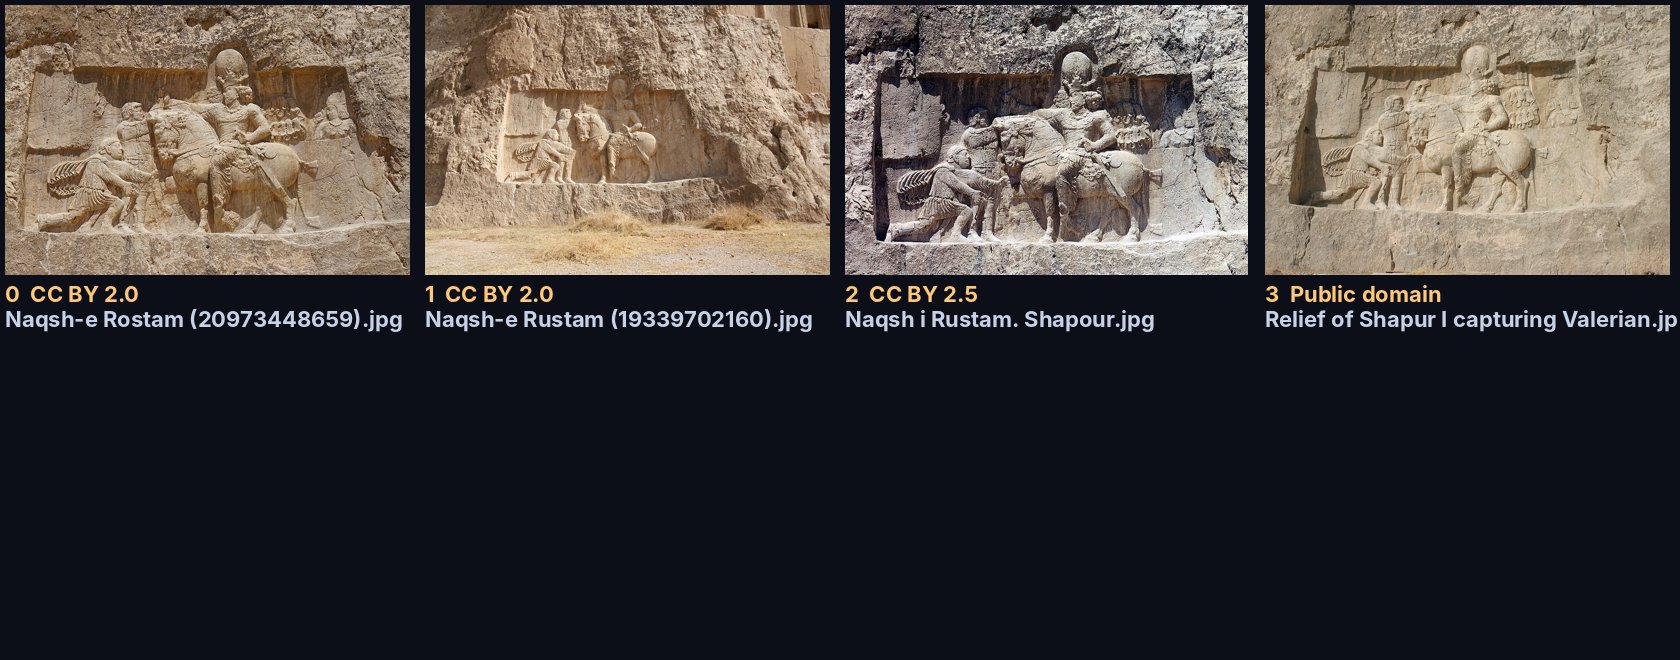 0 CC BY 2.0
Naqsh-e Rostam (20973448659).jpg
1 CC BY 2.0
Naqsh-e Rustam (19339702160).jpg
2 CC BY 2.5
Naqsh i Rustam. Shapour.jpg
3 Public domain
Relief of Shapur I capturing Valerian.jp